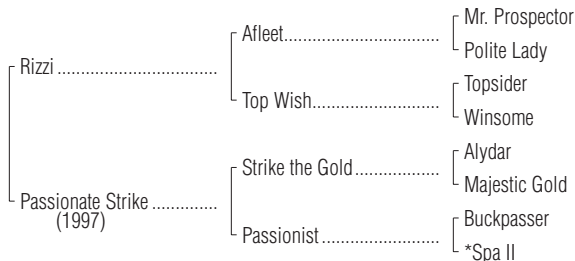 Mr. Prospector
Afleet
Polite Lady
Rizzi
Topsider
Top Wish
Winsome
Alydar
Strike the Gold
Majestic Gold
Passionate Strike
(1997)
Buckpasser
Passionist
*Spa II